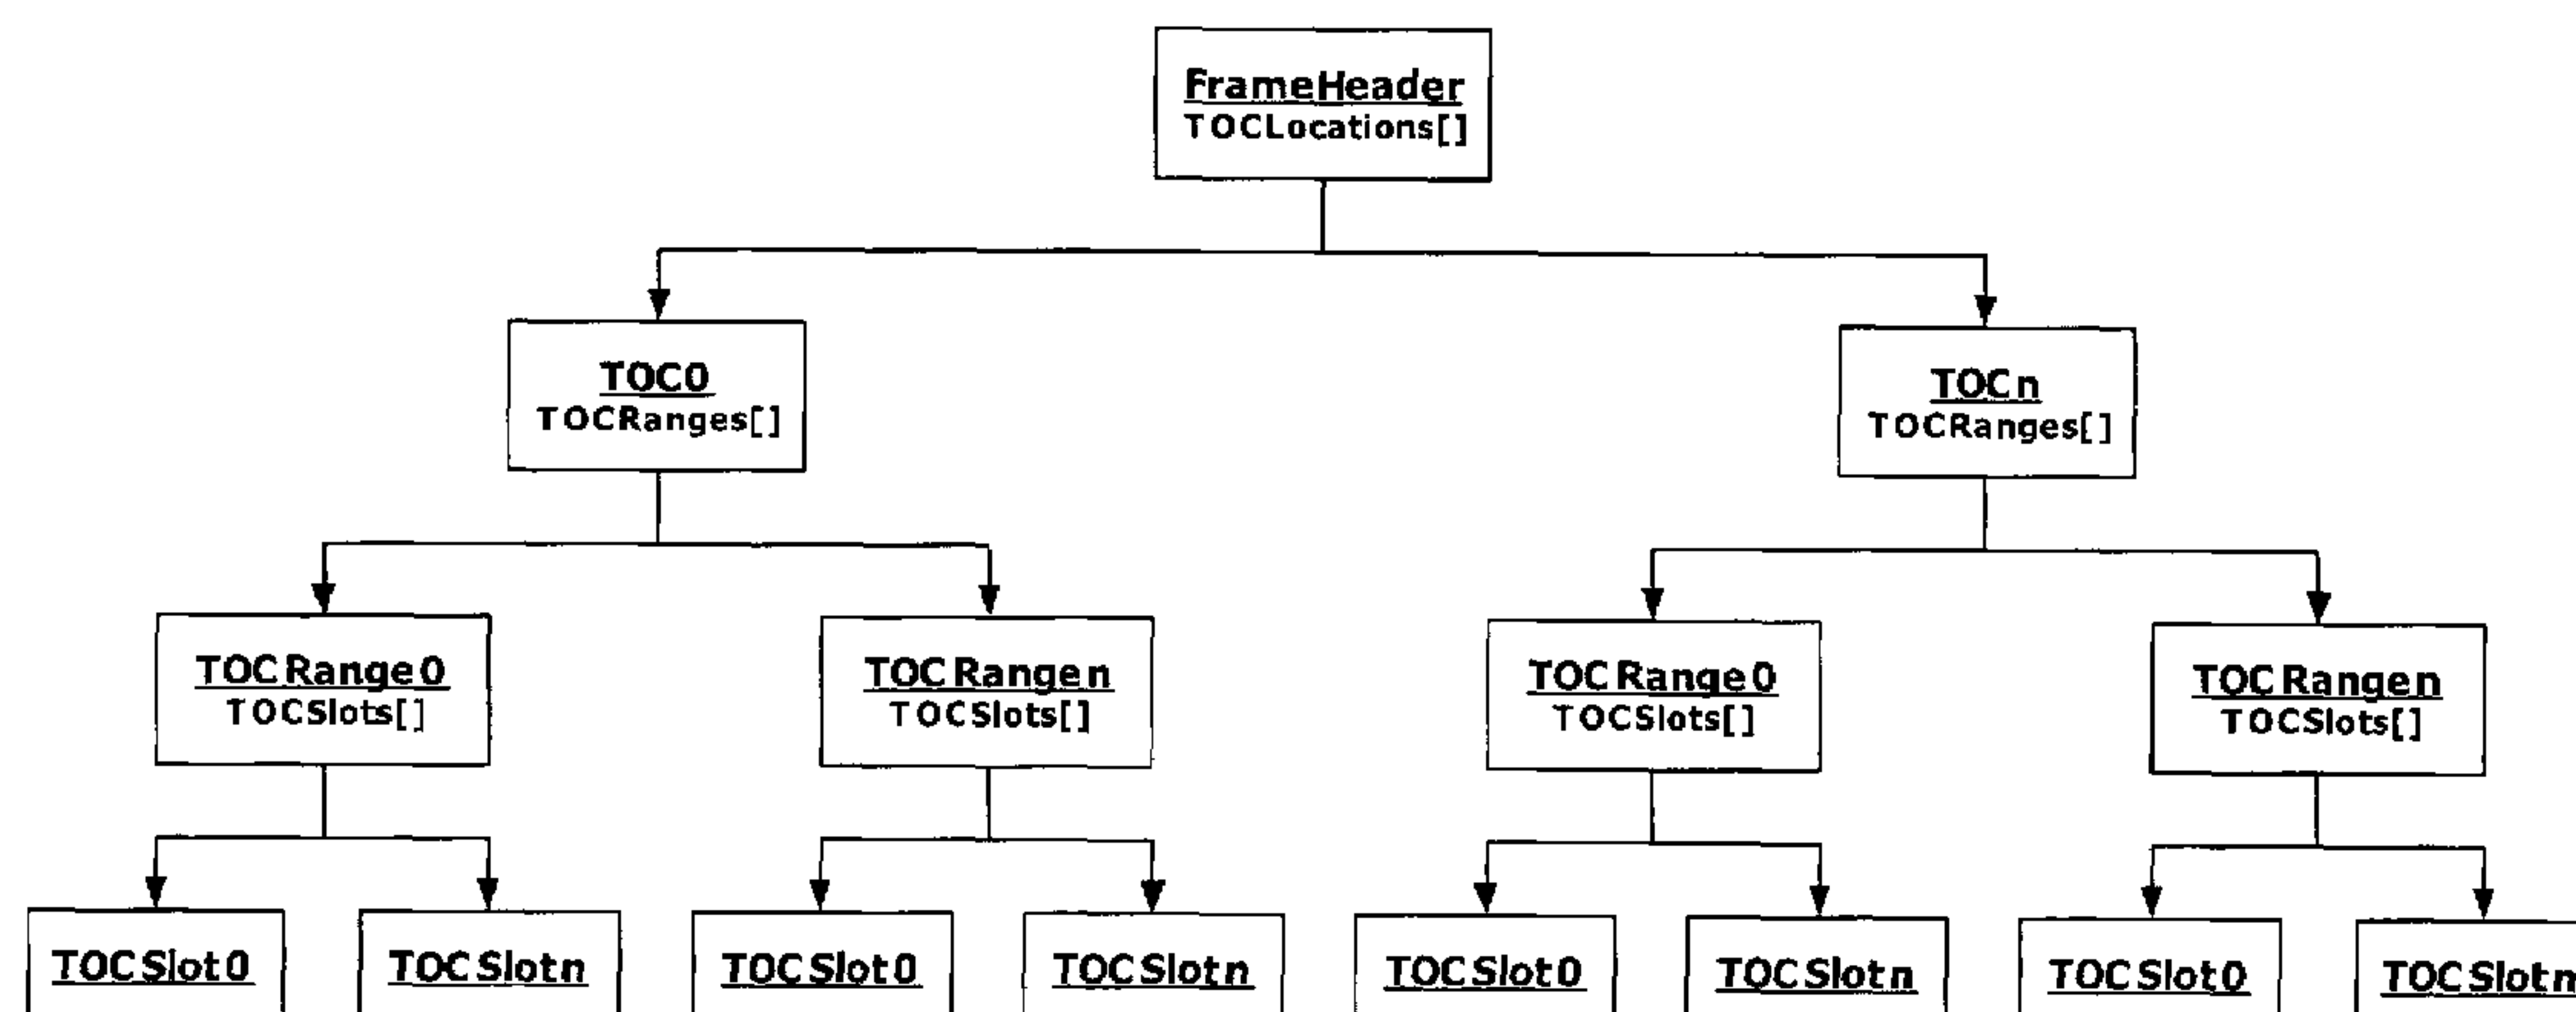 FrameHeader
TOCLocations[]
TOC0
TOCRanges[]
TOCn
TOCRanges[]
TOCRange0
TOCSlots[]
TOCRangen
TOCSlots[]
TOCRange0
TOCSlots[]
TOCRangen
TOCSlots[]
TOCSlot0
TOCSlotn
TOCSlot0
TOCSlotn
TOCSlot0
TOCSlotn
TOCSlot0
TOCSlotn